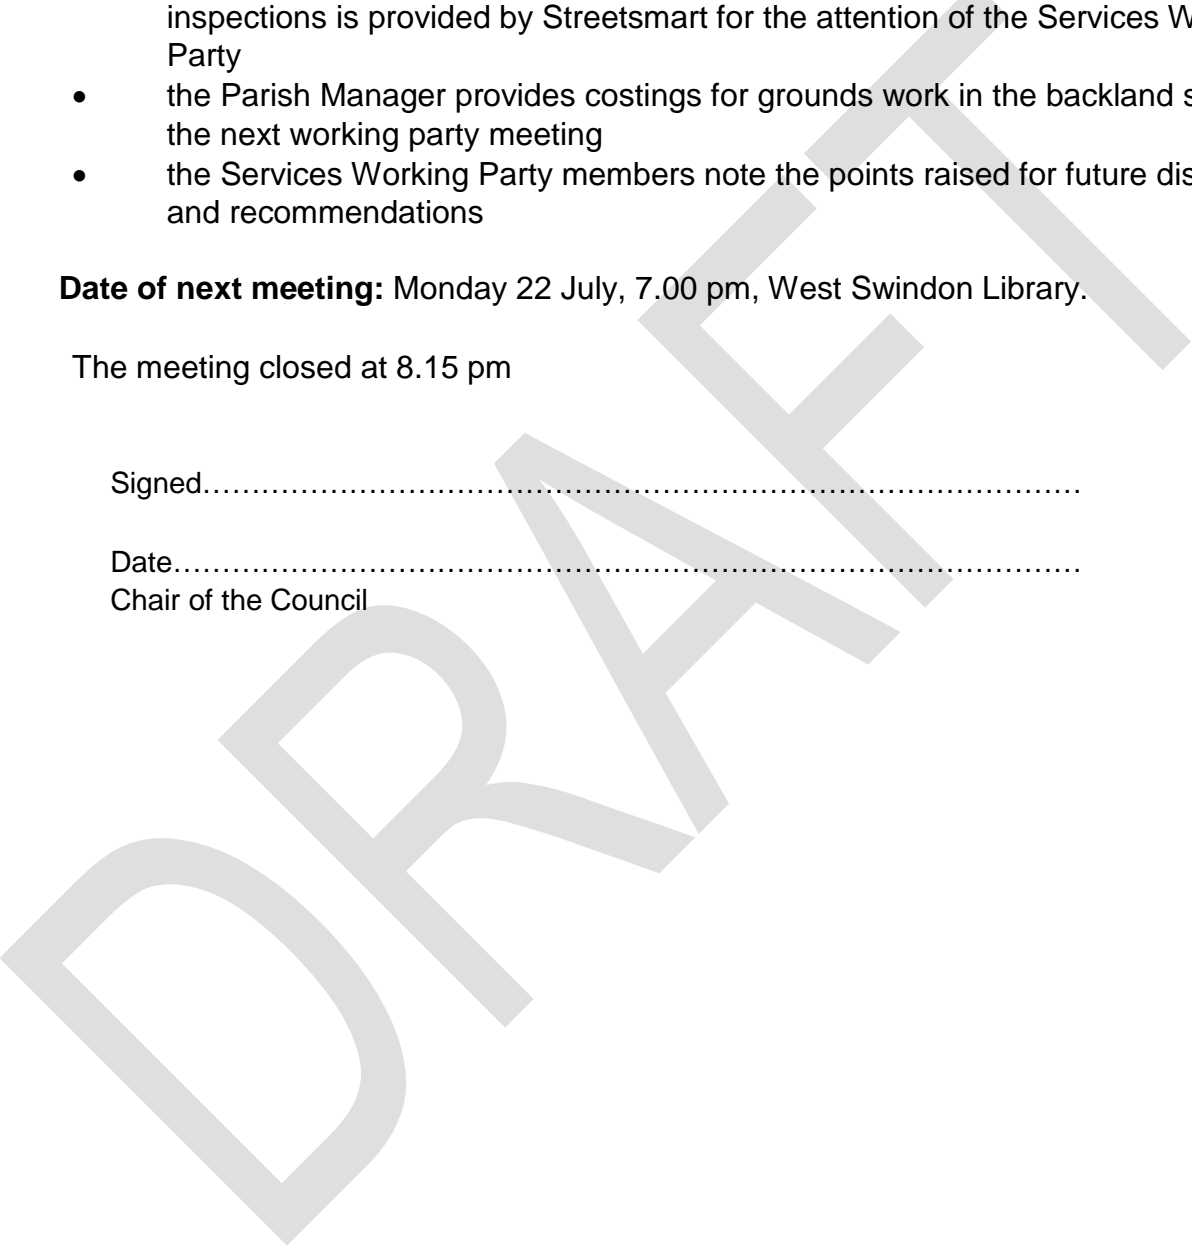 inspections is provided by Streetsmart for the attention of the Services
Party
• the Parish Manager provides costings for grounds work in the backland
the next working party meeting
• the Services Working Party members note the points raised for future
and recommendations
Date of next meeting: Monday 22 July, 7.00 pm, West Swindon Library.
The meeting closed at 8.15 pm
Signed……………………………………………………………………………
Date………………………………………………………………………………
Chair of the Council
DRAFT